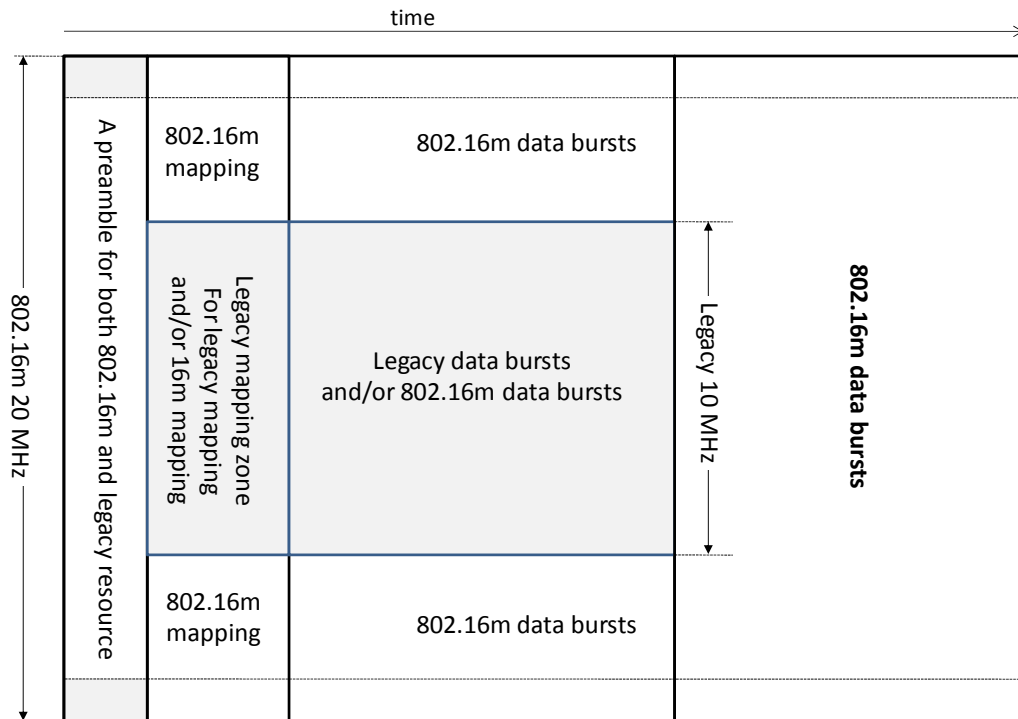 time
802.16m 20 MHz
A preamble for both 802.16m and legacy resource
802.16m
mapping
802.16m data bursts
Legacy mapping zone
For legacy mapping
and/or 16m mapping
Legacy data bursts
and/or 802.16m data bursts
Legacy 10 MHz
802.16m data bursts
802.16m
mapping
802.16m data bursts